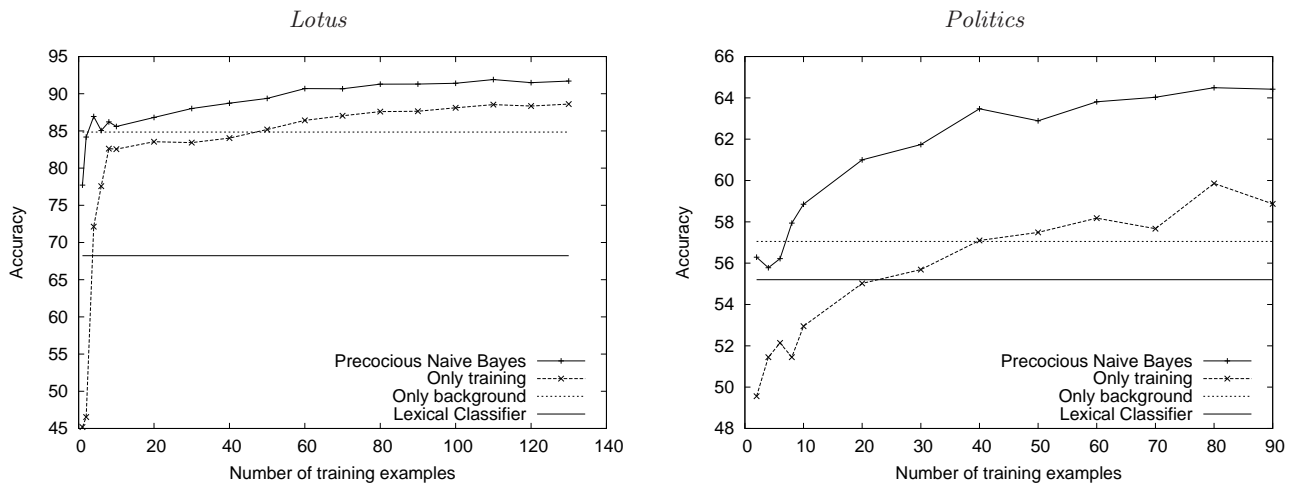 Lotus
95
90
85
80
75
70
65
60
55
50
45
Accuracy
Precocious Naive Bayes
Only training
Only background
Lexical Classifier
0 20 40 60 80 100 120 140
Number of training examples
Politics
66
64
62
60
58
56
54
52
50
48
Accuracy
Precocious Naive Bayes
Only training
Only background
Lexical Classifier
0 10 20 30 40 50 60 70 80 90
Number of training examples